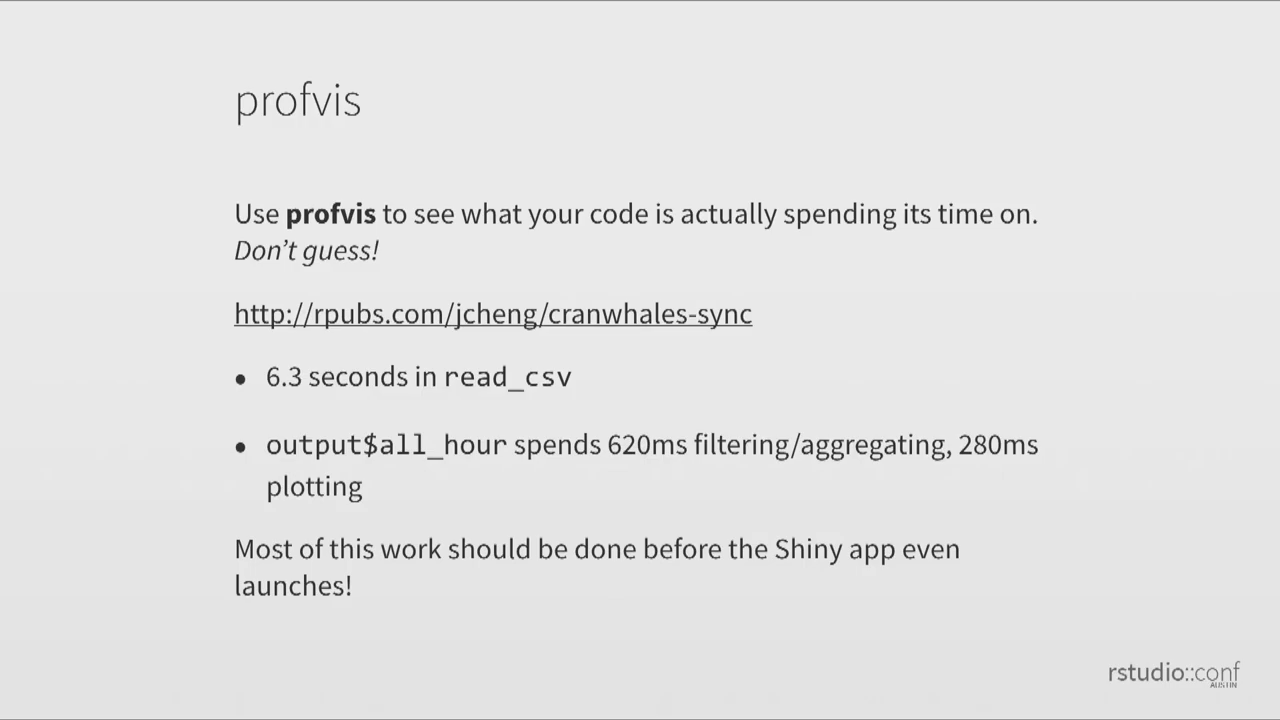 profvis
Use profvis to see what your code is actually spending its time on.
Don’t guess!
http://rpubs.com/jcheng/cranwhales-sync
• 6.3 seconds in read_csv
• output$all_hour spends 620ms filtering/aggregating, 280ms
plotting
Most of this work should be done before the Shiny app even
launches!
rstudio::conf
AUSTIN